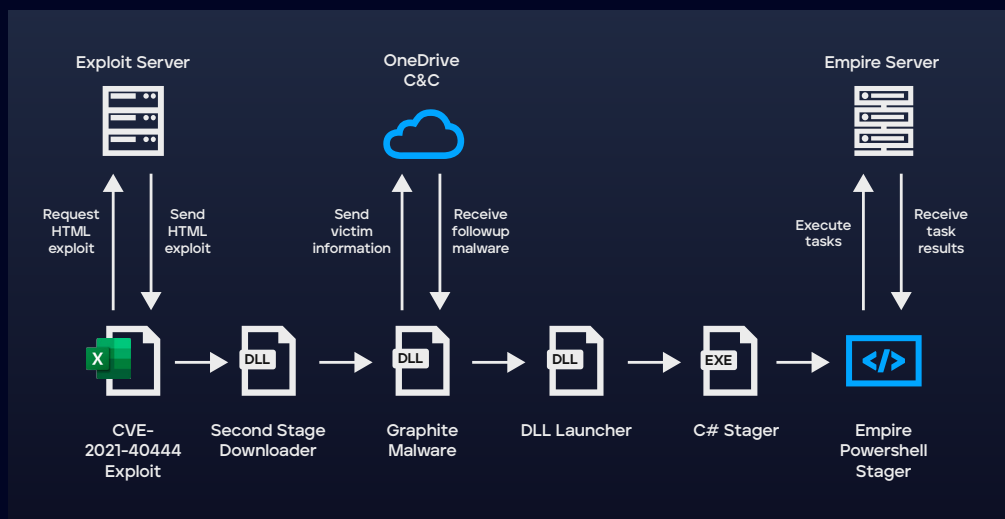 Exploit Server
OneDrive
C&C
Empire Server
Request
HTML
exploit
Send
HTML
exploit
Send
victim
information
Receive
followup
malware
Execute
tasks
Receive
task
results
X
DLL
DLL
DLL
EXE
</>
CVE-
2021-40444
Exploit
Second Stage
Downloader
Graphite
Malware
DLL Launcher
C# Stager
Empire
Powershell
Stager